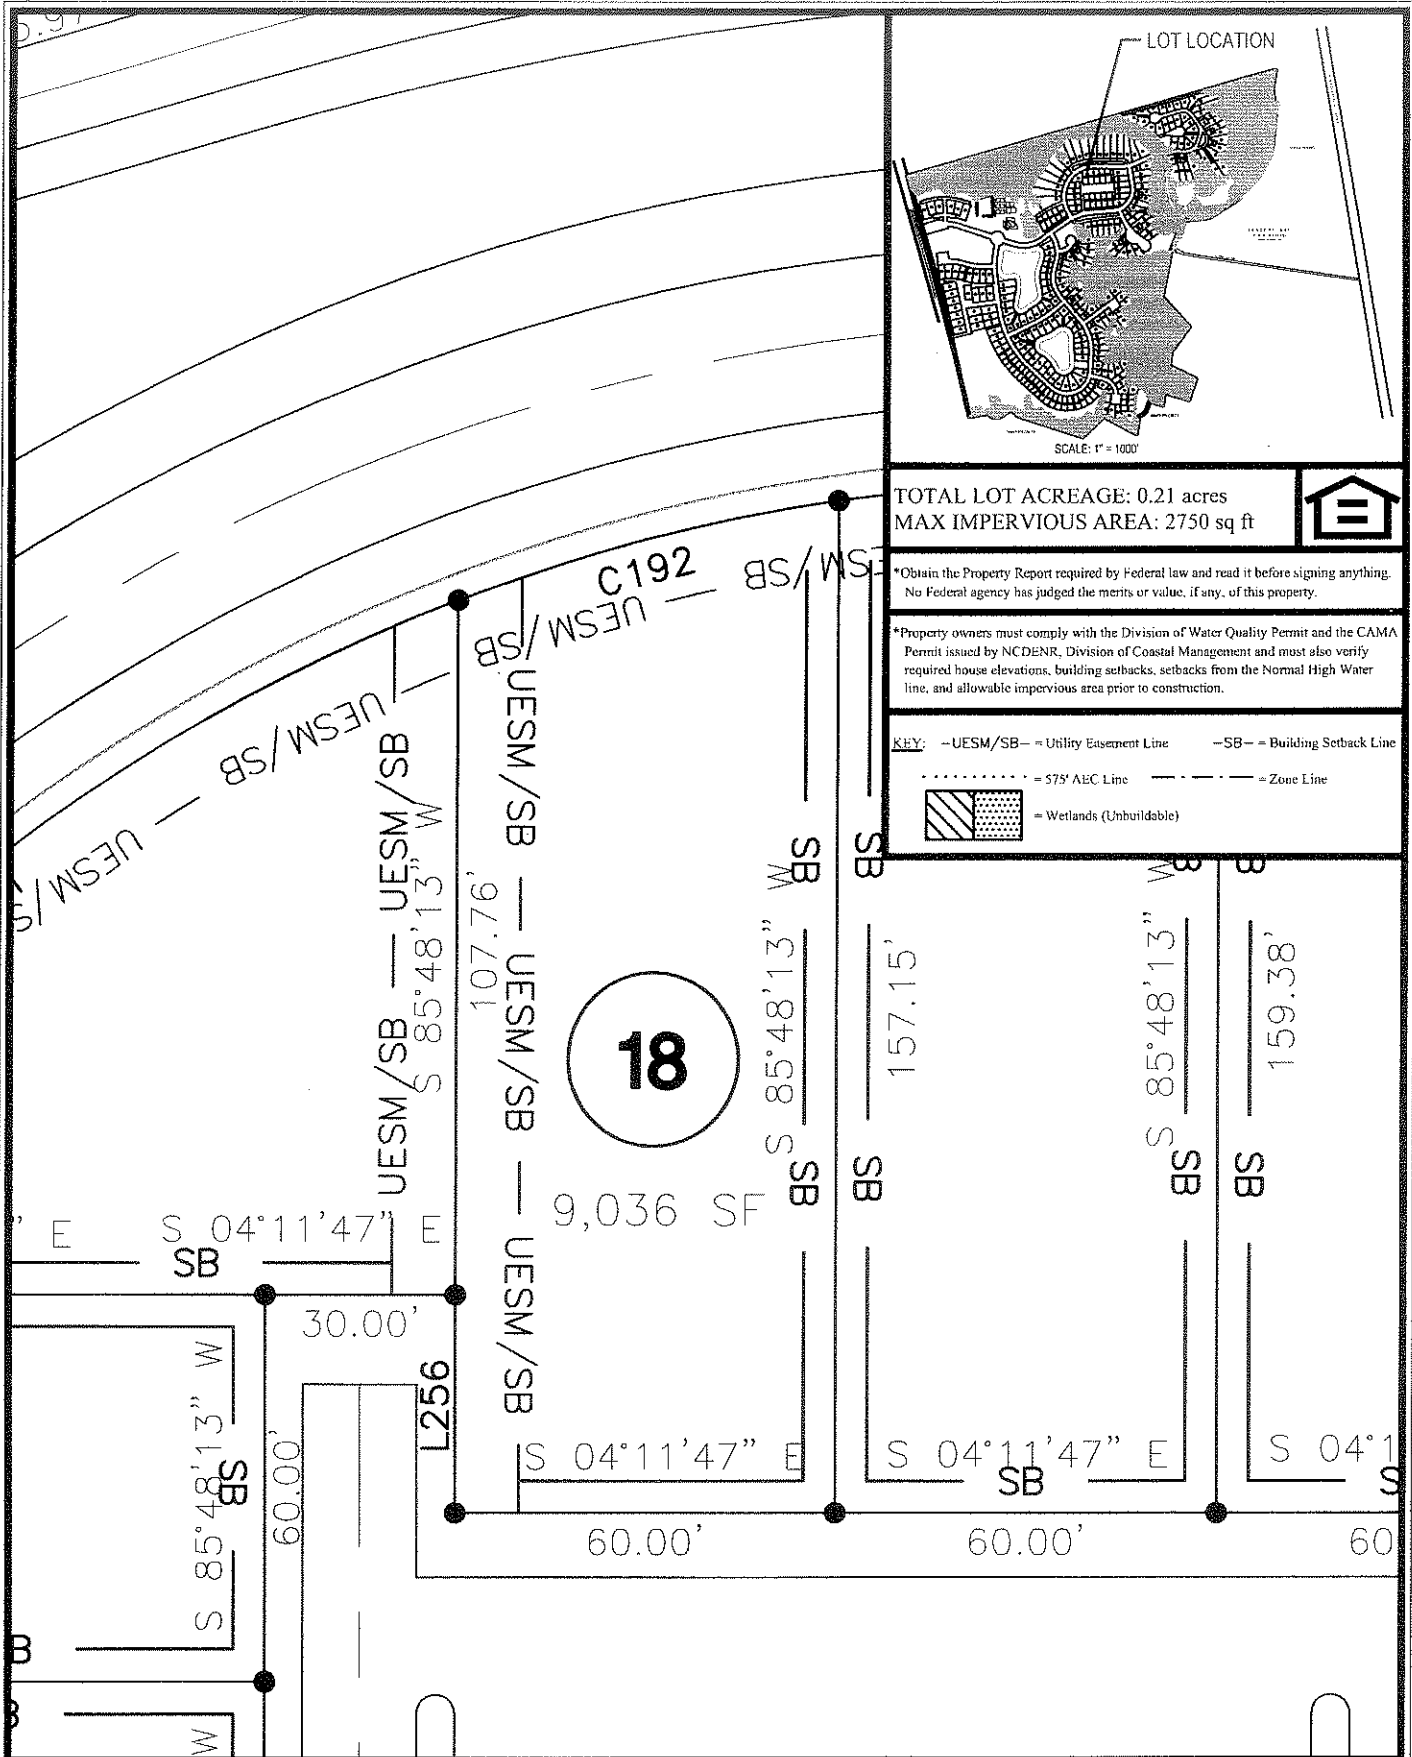 LOT LOCATION
SCALE: 1" = 1000'
TOTAL LOT ACREAGE: 0.21 acres
MAX IMPERVIOUS AREA: 2750 sq ft
*Obtain the Property Report required by Federal law and read it before signing anything.
No Federal agency has judged the merits or value, if any, of this property.
*Property owners must comply with the Division of Water Quality Permit and the CAMA
Permit issued by NCDENR, Division of Coastal Management and must also verify
required house elevations, building setbacks, setbacks from the Normal High Water
line, and allowable impervious area prior to construction.
KEY: —UESM/SB— = Utility Easement Line —SB— = Building Setback Line
= 575' AEC Line = Zone Line
= Wetlands (Unbuildable)
C192
UESM/SB
UESM/SB
UESM/SB
UESM/SB
UESM/SB
UESM/SB
S 85°48'13" W
107.76'
UESM/SB
UESM/SB
UESM/SB
18
9,036 SF
S 85°48'13" W
SB
SB
SB
SB
157.15'
S 85°48'13" W
SB
SB
159.38'
" E
S 04°11'47" E
SB
30.00'
L256
S 85°48'13" W
SB
60.00'
S 04°11'47" E
60.00'
S 04°11'47" E
SB
60.00'
S 04°1
60
W